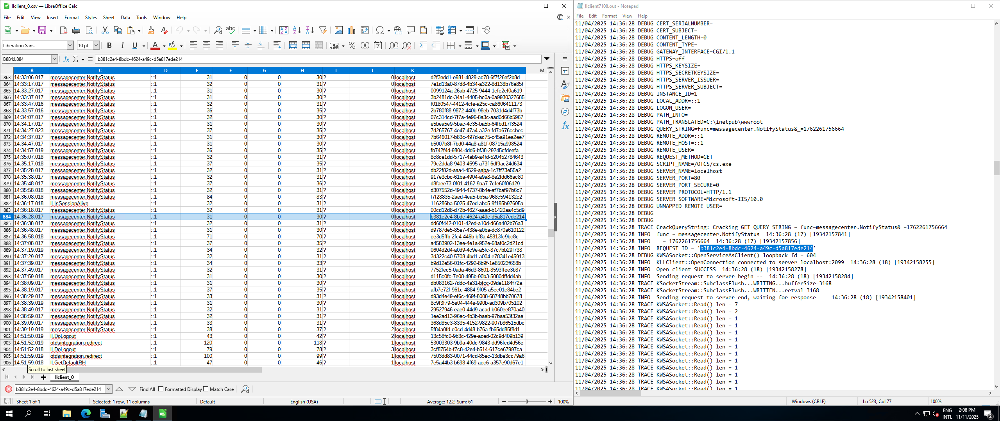 llclient_0.csv — LibreOffice Calc
File Edit View Insert Format Styles Sheet Data Tools Window Help
Liberation Sans 10 pt
B884:L884 b381c2e4-8bdc-4624-a49c-d5a817ede214
B C D E F G H I J K L M
863 14:33:06.017 messagecenter.NotifyStatus ::1 31 0 0 30 ? 0 localhost d2f3edd1-e981-4829-ac78-6f7f26ef2b8d
864 14:33:17.017 messagecenter.NotifyStatus ::1 32 0 0 31 ? 0 localhost 7e1d13a0-87d8-4b34-a322-8d138b76a85f
865 14:33:27.017 messagecenter.NotifyStatus ::1 31 0 0 30 ? 0 localhost 0099124a-26ab-4725-9444-1cfc2ef0a619
866 14:33:37.017 messagecenter.NotifyStatus ::1 31 0 0 30 ? 0 localhost 3b2481dc-34a1-4405-bc0a-0a9930327685
867 14:33:47.016 messagecenter.NotifyStatus ::1 32 0 0 31 ? 0 localhost f0180547-4412-4cfe-a25c-ca8606411173
868 14:33:57.016 messagecenter.NotifyStatus ::1 36 0 0 35 ? 0 localhost 2b780f88-9872-440b-98eb-7031d4d4f73b
869 14:34:07.017 messagecenter.NotifyStatus ::1 32 0 0 30 ? 0 localhost 07c314cd-7f7a-4e96-8a3c-aad0d66b5967
870 14:34:17.017 messagecenter.NotifyStatus ::1 31 0 0 30 ? 0 localhost e5bea5e9-5bac-4c35-ba5b-64fbd17f3524
871 14:34:27.023 messagecenter.NotifyStatus ::1 37 0 0 35 ? 0 localhost 7d265767-4e47-47a4-a32e-fd7a676ccbec
872 14:34:37.017 messagecenter.NotifyStatus ::1 31 0 0 30 ? 0 localhost 7b646017-b83c-497d-ac75-c45a91ea2ee7
873 14:34:47.017 messagecenter.NotifyStatus ::1 31 0 0 30 ? 0 localhost b5007b8f-7bd0-44a8-a81f-08715a998524
874 14:34:57.019 messagecenter.NotifyStatus ::1 36 0 0 35 ? 0 localhost fb742f4d-9804-4dd6-bf38-29245cfdeefa
875 14:35:07.018 messagecenter.NotifyStatus ::1 32 0 0 31 ? 0 localhost 8c8ce1dd-5717-4ab9-a4fd-520452784643
876 14:35:17.018 messagecenter.NotifyStatus ::1 37 0 0 35 ? 0 localhost 79c2dda8-9403-4595-a73f-6df9ac24d634
877 14:35:28.017 messagecenter.NotifyStatus ::1 32 0 0 31 ? 0 localhost db22f82d-aaa4-4529-aaba-1c7ff73e55a2
878 14:35:38.017 messagecenter.NotifyStatus ::1 32 0 0 31 ? 0 localhost 917e3cbc-61ba-4904-a9a8-8e2fdd66ac80
879 14:35:48.017 messagecenter.NotifyStatus ::1 37 0 0 36 ? 0 localhost d8faee73-0f01-4162-9aa7-7cfe60f06d29
880 14:35:58.018 messagecenter.NotifyStatus ::1 32 0 0 31 ? 0 localhost d307552d-4944-4737-8b4e-af7baf97b6c7
881 14:36:08.018 messagecenter.NotifyStatus ::1 84 0 0 83 ? 0 localhost f7f28835-2aed-4ea5-bb5a-968c594132c2
882 14:36:17.018 ll.IsSessionAlive ::1 32 0 0 31 ? 0 localhost 116286ba-5025-47ed-abc5-9f195b97695a
883 14:36:18.017 messagecenter.NotifyStatus ::1 32 0 0 31 ? 0 localhost 00cd12d8-d72b-4627-aaad-b1420aa4c5d9
884 14:36:28.017 messagecenter.NotifyStatus ::1 31 0 0 30 ? 0 localhost b381c2e4-8bdc-4624-a49c-d5a817ede214
885 14:36:38.017 messagecenter.NotifyStatus ::1 32 0 0 31 ? 0 localhost dd60f442-0101-42ed-a10d-d66a402b76a3
886 14:36:48.017 messagecenter.NotifyStatus ::1 31 0 0 30 ? 0 localhost d9787de5-85e7-438e-a0ba-dc870a610122
887 14:36:58.018 messagecenter.NotifyStatus ::1 71 0 0 70 ? 0 localhost ce3d5ffb-2fc4-446b-bf8a-45813fc9bc8c
888 14:37:08.017 messagecenter.NotifyStatus ::1 37 0 0 35 ? 0 localhost a4583902-13ee-4e1a-952e-68af0c2d21cd
889 14:37:19.019 messagecenter.NotifyStatus ::1 34 0 0 32 ? 0 localhost 0604d2d4-a0d9-4c9e-a5fc-87c7bb29f738
890 14:37:29.017 messagecenter.NotifyStatus ::1 32 0 0 31 ? 0 localhost 3d322c40-5708-4bd1-a004-e78341e45913
891 14:37:39.017 messagecenter.NotifyStatus ::1 34 0 0 33 ? 0 localhost b9d12e56-01fc-4292-8b9f-1e85023f658b
892 14:37:49.017 messagecenter.NotifyStatus ::1 32 0 0 31 ? 0 localhost 7752fec5-0ada-46d3-8601-8593ffee3b87
893 14:37:59.018 messagecenter.NotifyStatus ::1 31 0 0 30 ? 0 localhost d115c0fc-7e08-495b-90b3-5080dffdd4ab
894 14:38:09.017 messagecenter.NotifyStatus ::1 31 0 0 30 ? 0 localhost db083162-7ddc-4a31-bfcc-09de1184f72a
895 14:38:19.017 messagecenter.NotifyStatus ::1 37 0 0 35 ? 0 localhost afb7e72f-961c-4884-9f05-a5ec01c84be2
896 14:38:29.017 messagecenter.NotifyStatus ::1 33 0 0 31 ? 0 localhost d93d4e49-ef6c-469f-8008-68748bb70678
897 14:38:39.019 messagecenter.NotifyStatus ::1 31 0 0 30 ? 0 localhost 8c9f3f79-5e04-444e-990b-ad309b705102
898 14:38:49.017 messagecenter.NotifyStatus ::1 32 0 0 31 ? 0 localhost 29527946-eae0-44d9-acad-b060ee870a40
899 14:38:59.017 messagecenter.NotifyStatus ::1 32 0 0 31 ? 0 localhost 1ee2ad13-96ec-4b3b-baeb-97baa53f32ae
900 14:39:09.017 messagecenter.NotifyStatus ::1 33 0 0 31 ? 0 localhost 368d85c3-8335-4152-9822-907b86515dbc
901 14:39:19.019 messagecenter.NotifyStatus ::1 38 0 0 37 ? 2 localhost 5f84a0fd-c0cd-4d48-b76a-fb65dd85f8d1
902 14:51:50.019 ll.DoLogout ::1 43 0 0 42 ? 2 localhost 13c58fc0-9b3c-429e-aced-02c9d409b139
903 14:51:52.019 otdsintegration.redirect ::1 120 0 0 118 ? 1 localhost 53003303-9b9a-40dc-9843-dd96fcd4d56e
904 14:51:52.018 ll.DoLogout ::1 79 0 0 78 ? 3 localhost 3cf8754b-f7c8-42e4-b514-617ce67997ca
905 14:51:59.019 otdsintegration.redirect ::1 100 0 0 99 ? 1 localhost 7503dd83-0071-44cd-85ec-13dbe3cc79a6
906 14:51:59.018 ll.GetDefaultRH ::1 47 0 0 46 ? 1 localhost 7e5a44b3-b698-4f69-acc6-a357e90d67e1
Scroll to last sheet
llclient_0
b381c2e4-8bdc-4624-a49c-d5a817ede214 Find All Formatted Display Match Case
Sheet 1 of 1 Selected: 1 row, 11 columns Default English (USA) Average: 12.2; Sum: 61 100%
llclient7108.out - Notepad
File Edit Format View Help
11/04/2025 14:36:28 DEBUG CERT_SERIALNUMBER=
11/04/2025 14:36:28 DEBUG CERT_SUBJECT=
11/04/2025 14:36:28 DEBUG CONTENT_LENGTH=0
11/04/2025 14:36:28 DEBUG CONTENT_TYPE=
11/04/2025 14:36:28 DEBUG GATEWAY_INTERFACE=CGI/1.1
11/04/2025 14:36:28 DEBUG HTTPS=off
11/04/2025 14:36:28 DEBUG HTTPS_KEYSIZE=
11/04/2025 14:36:28 DEBUG HTTPS_SECRETKEYSIZE=
11/04/2025 14:36:28 DEBUG HTTPS_SERVER_ISSUER=
11/04/2025 14:36:28 DEBUG HTTPS_SERVER_SUBJECT=
11/04/2025 14:36:28 DEBUG INSTANCE_ID=1
11/04/2025 14:36:28 DEBUG LOCAL_ADDR=::1
11/04/2025 14:36:28 DEBUG LOGON_USER=
11/04/2025 14:36:28 DEBUG PATH_INFO=
11/04/2025 14:36:28 DEBUG PATH_TRANSLATED=C:\inetpub\wwwroot
11/04/2025 14:36:28 DEBUG QUERY_STRING=func=messagecenter.NotifyStatus&_=1762261756664
11/04/2025 14:36:28 DEBUG REMOTE_ADDR=::1
11/04/2025 14:36:28 DEBUG REMOTE_HOST=::1
11/04/2025 14:36:28 DEBUG REMOTE_USER=
11/04/2025 14:36:28 DEBUG REQUEST_METHOD=GET
11/04/2025 14:36:28 DEBUG SCRIPT_NAME=/OTCS/cs.exe
11/04/2025 14:36:28 DEBUG SERVER_NAME=localhost
11/04/2025 14:36:28 DEBUG SERVER_PORT=80
11/04/2025 14:36:28 DEBUG SERVER_PORT_SECURE=0
11/04/2025 14:36:28 DEBUG SERVER_PROTOCOL=HTTP/1.1
11/04/2025 14:36:28 DEBUG SERVER_SOFTWARE=Microsoft-IIS/10.0
11/04/2025 14:36:28 DEBUG UNMAPPED_REMOTE_USER=
11/04/2025 14:36:28 DEBUG
11/04/2025 14:36:28 DEBUG
11/04/2025 14:36:28 TRACE CrackQueryString: Cracking GET QUERY_STRING = func=messagecenter.NotifyStatus&_=1762261756664
11/04/2025 14:36:28 INFO func = messagecenter.NotifyStatus 14:36:28 (17) [19342157841]
11/04/2025 14:36:28 INFO _ = 1762261756664 14:36:28 (17) [19342157856]
11/04/2025 14:36:28 INFO REQUEST_ID = 'b381c2e4-8bdc-4624-a49c-d5a817ede214'
11/04/2025 14:36:28 DEBUG KWSASocket::OpenServiceAsClient() loopback fd = 604
11/04/2025 14:36:28 INFO KLLClient::OpenConnection connected to server localhost:2099 14:36:28 (18) [19342158255]
11/04/2025 14:36:28 INFO Open client SUCCESS 14:36:28 (18) [19342158278]
11/04/2025 14:36:28 INFO Sending request to server begin -- 14:36:28 (18) [19342158284]
11/04/2025 14:36:28 TRACE KSocketStream::SubclassFlush...WRITING...bufferSize=3168
11/04/2025 14:36:28 TRACE KSocketStream::SubclassFlush...WRITTEN...retval=3168
11/04/2025 14:36:28 INFO Sending request to server end, waiting for response -- 14:36:28 (18) [19342158401]
11/04/2025 14:36:28 TRACE KWSASocket::Read() len = 7
11/04/2025 14:36:28 TRACE KWSASocket::Read() len = 2
11/04/2025 14:36:28 TRACE KWSASocket::Read() len = 1
11/04/2025 14:36:28 TRACE KWSASocket::Read() len = 1
11/04/2025 14:36:28 TRACE KWSASocket::Read() len = 1
11/04/2025 14:36:28 TRACE KWSASocket::Read() len = 1
11/04/2025 14:36:28 TRACE KWSASocket::Read() len = 1
11/04/2025 14:36:28 TRACE KWSASocket::Read() len = 1
11/04/2025 14:36:28 TRACE KWSASocket::Read() len = 1
11/04/2025 14:36:28 TRACE KWSASocket::Read() len = 1
11/04/2025 14:36:28 TRACE KWSASocket::Read() len = 1
11/04/2025 14:36:28 TRACE KWSASocket::Read() len = 1
11/04/2025 14:36:28 TRACE KWSASocket::Read() len = 1
Windows (CRLF) Ln 523, Col 77 100%
ENG INTL 2:08 PM 11/11/2025 2